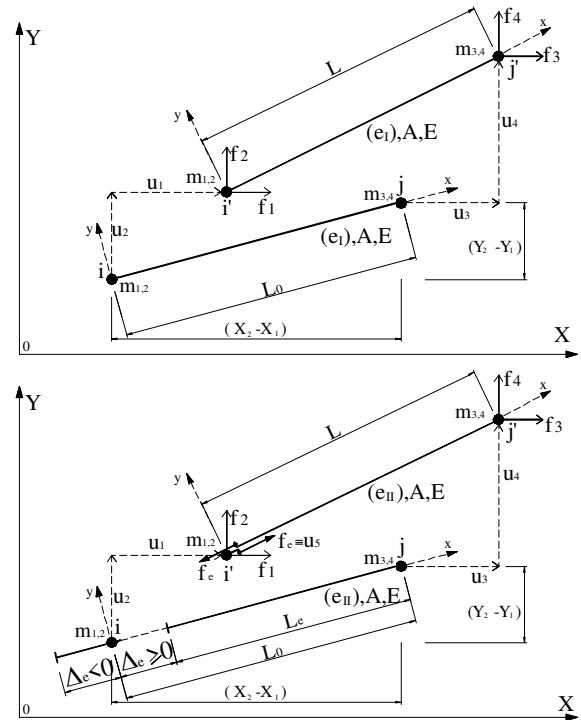 Y
f4
x
m3,4
f3
j'
L
y
(eI),A,E
u4
f2
m1,2
u1
i'
f1
j
m3,4
x
u3
y
u2
(eI),A,E
(Y2 -Y1)
i
m1,2
L0
(X2 -X1)
0
X
Y
f4
x
m3,4
f3
j'
L
y
(eII),A,E
u4
f2
m1,2
u1
fe≡u5
fe
i'
f1
j
m3,4
x
u3
y
u2
(eII),A,E
(Y2 -Y1)
m1,2
i
Le
L0
Δe<0
Δe≥0
(X2 -X1)
0
X